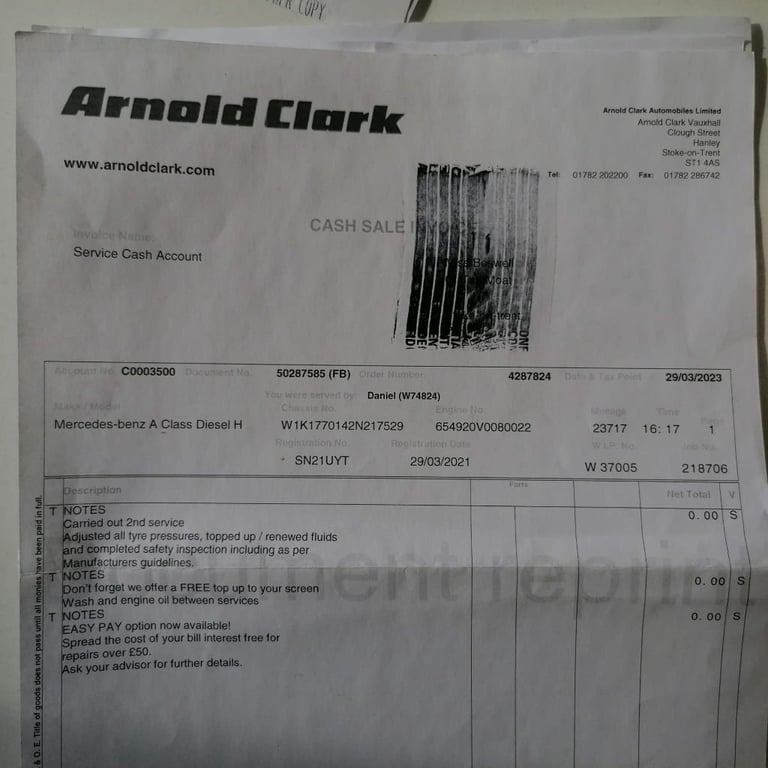 COPY
Arnold Clark
www.arnoldclark.com
Arnold Clark Automobiles Limited
Arnold Clark Vauxhall
Clough Street
Hanley
Stoke-on-Trent
ST1 4AS
Tel: 01782 202200 Fax: 01782 286742
CASH SALE INVOICE
Invoice Name:
Service Cash Account
Account No. C0003500 Document No. 50287585 (FB) Order Number 4287824 Date & Tax Point 29/03/2023
You were served by: Daniel (W74824)
Make / Model Chassis No. Engine No. Mileage Time Page
Mercedes-benz A Class Diesel H W1K1770142N217529 654920V0080022 23717 16: 17 1
Registration No. Registration Date W.I.P. No. Job No.
SN21UYT 29/03/2021 W 37005 218706
Description Parts Net Total V
T NOTES 0. 00 S
Carried out 2nd service
Adjusted all tyre pressures, topped up / renewed fluids
and completed safety inspection including as per
Manufacturers guidelines.
T NOTES 0. 00 S
Don't forget we offer a FREE top up to your screen
Wash and engine oil between services
T NOTES 0. 00 S
EASY PAY option now available!
Spread the cost of your bill interest free for
repairs over £50.
Ask your advisor for further details.
Document reprint
& O. E. Title of goods does not pass until all monies have been paid in full.